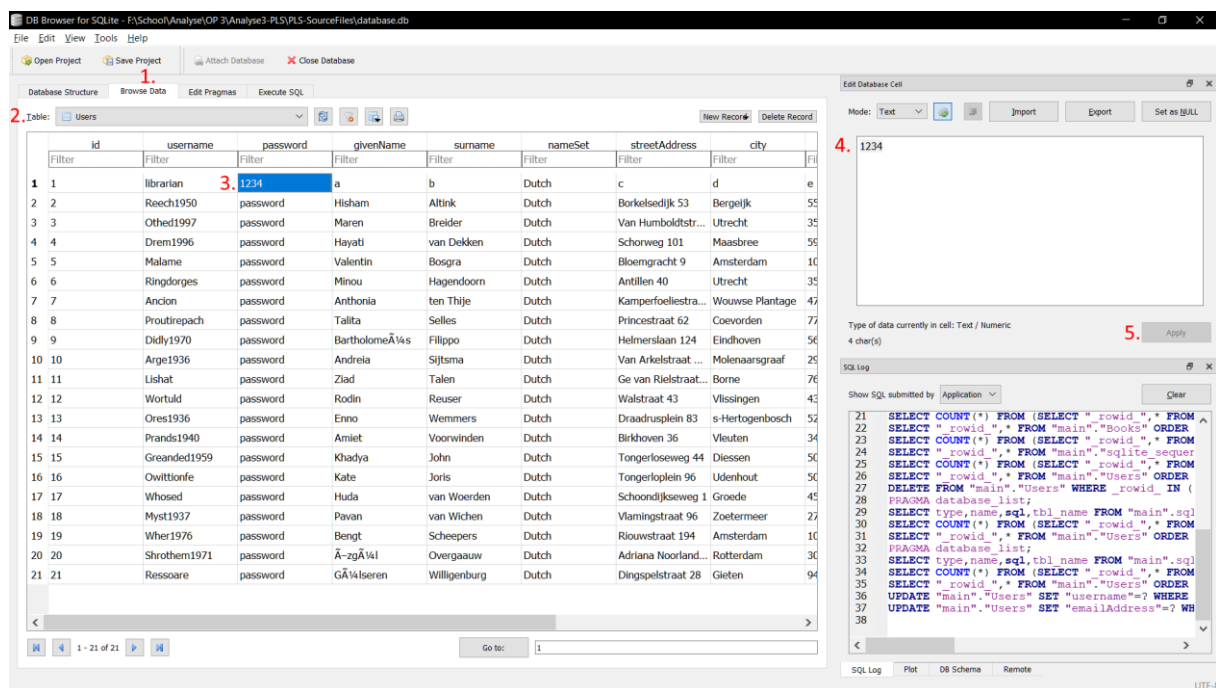 DB Browser for SQLite - F:\School\Analyse\OP 3\Analyse3-PLS\PLS-SourceFiles\database.db
File Edit View Tools Help
Open Project Save Project Attach Database Close Database
1.
Database Structure Browse Data Edit Pragmas Execute SQL
2. Table: Users New Record Delete Record
id username password givenName surname nameSet streetAddress city
Filter Filter Filter Filter Filter Filter Filter Filter Fil
1 1 librarian 3. 1234 a b Dutch c d e
2 2 Reech1950 password Hisham Altink Dutch Borkelsedijk 53 Bergeijk 55
3 3 Othed1997 password Maren Breider Dutch Van Humboldtstr... Utrecht 35
4 4 Drem1996 password Hayati van Dekken Dutch Schorweg 101 Maasbree 59
5 5 Malame password Valentin Bosgra Dutch Bloemgracht 9 Amsterdam 10
6 6 Ringdorges password Minou Hagendoorn Dutch Antillen 40 Utrecht 35
7 7 Ancion password Anthonia ten Thije Dutch Kamperfoeliestra... Wouwse Plantage 47
8 8 Proutirepach password Talita Selles Dutch Princestraat 62 Coevorden 77
9 9 Didly1970 password BartholomeÃ¼s Filippo Dutch Helmerslaan 124 Eindhoven 56
10 10 Arge1936 password Andreia Sijtsma Dutch Van Arkelstraat ... Molenaarsgraaf 29
11 11 Lishat password Ziad Talen Dutch Ge van Rielstraat... Borne 76
12 12 Wortuld password Rodin Reuser Dutch Walstraat 43 Vlissingen 43
13 13 Ores1936 password Enno Wemmers Dutch Draadrusplein 83 s-Hertogenbosch 52
14 14 Prands1940 password Amiet Voorwinden Dutch Birkhoven 36 Vleuten 34
15 15 Greanded1959 password Khadya John Dutch Tongerloseweg 44 Diessen 50
16 16 Owittionfe password Kate Joris Dutch Tongerloplein 96 Udenhout 50
17 17 Whosed password Huda van Woerden Dutch Schoondijkseweg 1 Groede 45
18 18 Myst1937 password Pavan van Wichen Dutch Vlamingstraat 96 Zoetermeer 27
19 19 Wher1976 password Bengt Scheepers Dutch Riouwstraat 194 Amsterdam 10
20 20 Shrothem1971 password Ã–zgÃ¼l Overgaauw Dutch Adriana Noorland... Rotterdam 30
21 21 Ressoare password GÃ¼lseren Willigenburg Dutch Dingspelstraat 28 Gieten 94
1 - 21 of 21 Go to: 1
Edit Database Cell
Mode: Text Import Export Set as NULL
4. 1234
Type of data currently in cell: Text / Numeric
4 char(s)
5. Apply
SQL Log
Show SQL submitted by Application Clear
21 SELECT COUNT(*) FROM (SELECT "_rowid_",* FROM
22 SELECT "_rowid_",* FROM "main"."Books" ORDER
23 SELECT COUNT(*) FROM (SELECT "_rowid_",* FROM
24 SELECT "_rowid_",* FROM "main"."sqlite_sequen
25 SELECT COUNT(*) FROM (SELECT "_rowid_",* FROM
26 SELECT "_rowid_",* FROM "main"."Users" ORDER
27 DELETE FROM "main"."Users" WHERE _rowid_ IN (
28 PRAGMA database_list;
29 SELECT type,name,sql,tbl_name FROM "main".sql
30 SELECT COUNT(*) FROM (SELECT "_rowid_",* FROM
31 SELECT "_rowid_",* FROM "main"."Users" ORDER
32 PRAGMA database_list;
33 SELECT type,name,sql,tbl_name FROM "main".sql
34 SELECT COUNT(*) FROM (SELECT "_rowid_",* FROM
35 SELECT "_rowid_",* FROM "main"."Users" ORDER
36 UPDATE "main"."Users" SET "username"=? WHERE
37 UPDATE "main"."Users" SET "emailAddress"=? WH
38
SQL Log Plot DB Schema Remote